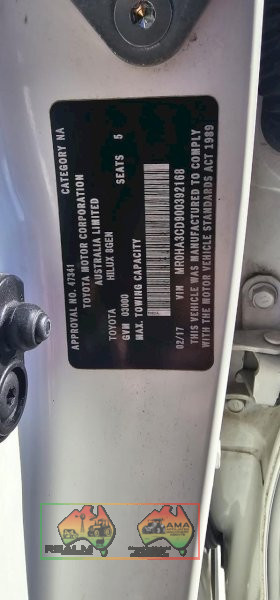 APPROVAL NO. 47341 CATEGORY NA
TOYOTA MOTOR CORPORATION
AUSTRALIA LIMITED
TOYOTA HILUX 8GEN
GVM 03000 SEATS 5
MAX. TOWING CAPACITY
02/17 VIN MR0HA3CD900392168
THIS VEHICLE WAS MANUFACTURED TO COMPLY
WITH THE MOTOR VEHICLE STANDARDS ACT 1989
REALM
AMA